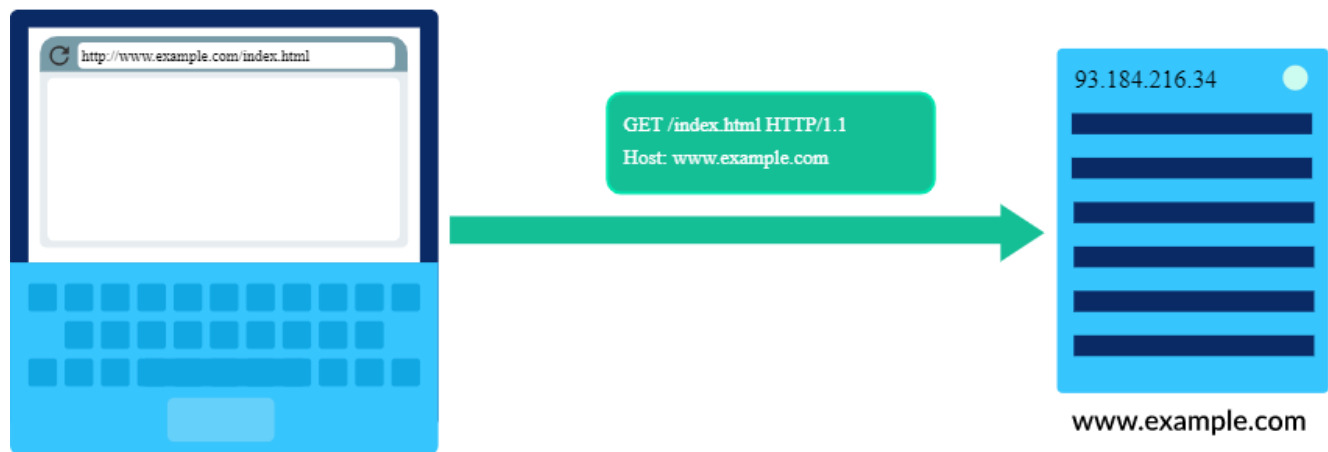 http://www.example.com/index.html
GET /index.html HTTP/1.1
Host: www.example.com
93.184.216.34
www.example.com